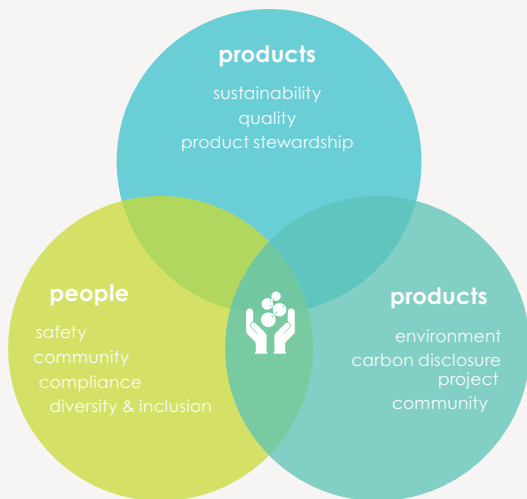 products
sustainability
quality
product stewardship
people
safety
community
compliance
diversity & inclusion
products
environment
carbon disclosure
project
community